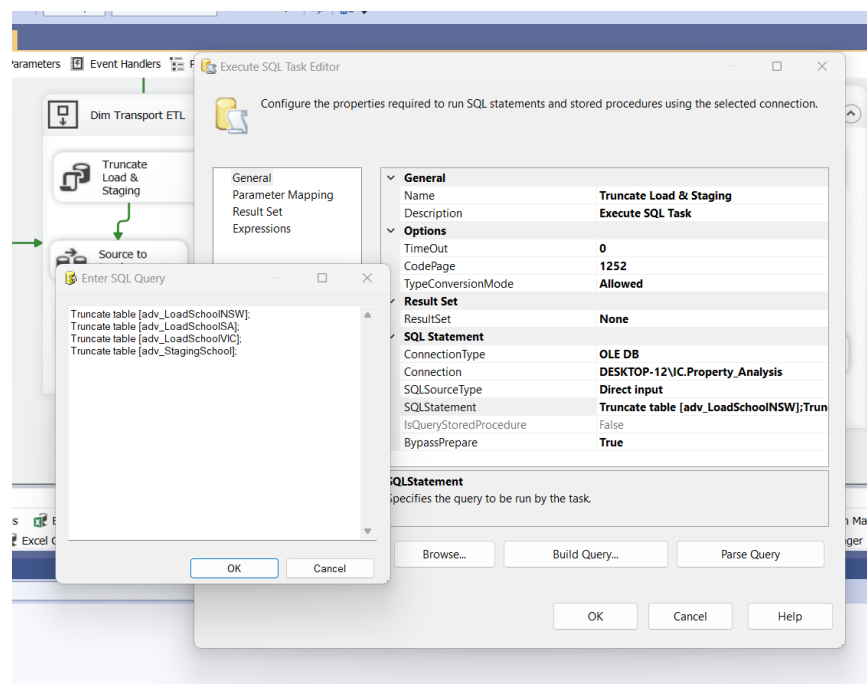 Parameters Event Handlers
Dim Transport ETL
Truncate
Load &
Staging
Source to
Execute SQL Task Editor
Configure the properties required to run SQL statements and stored procedures using the selected connection.
General
Parameter Mapping
Result Set
Expressions
General
Name Truncate Load & Staging
Description Execute SQL Task
Options
TimeOut 0
CodePage 1252
TypeConversionMode Allowed
Result Set
ResultSet None
SQL Statement
ConnectionType OLE DB
Connection DESKTOP-12\IC.Property_Analysis
SQLSourceType Direct input
SQLStatement Truncate table [adv_LoadSchoolNSW];Trun
IsQueryStoredProcedure False
BypassPrepare True
SQLStatement
Specifies the query to be run by the task.
Browse... Build Query... Parse Query
OK Cancel Help
Enter SQL Query
Truncate table [adv_LoadSchoolNSW];
Truncate table [adv_LoadSchoolSA];
Truncate table [adv_LoadSchoolVIC];
Truncate table [adv_StagingSchool];
OK Cancel
Excel